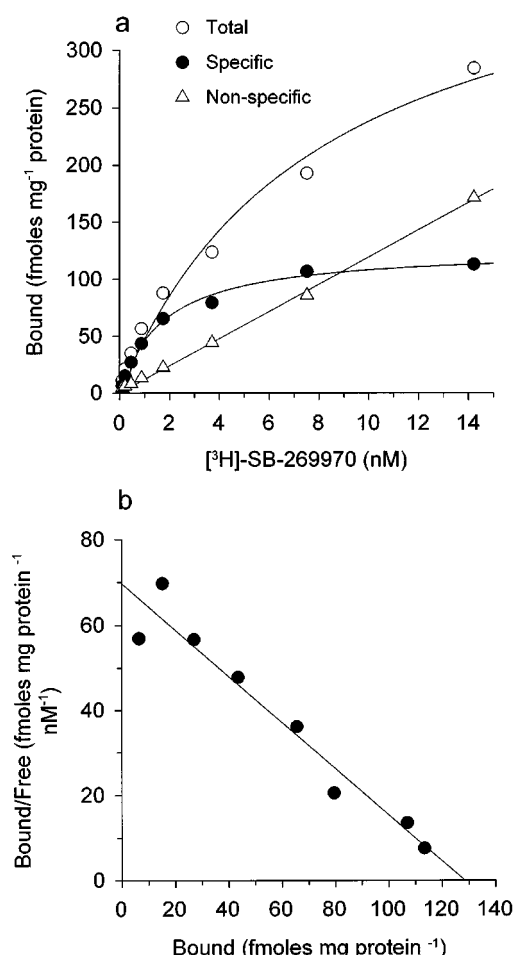 a
Total
Specific
Non-specific
300
250
200
150
100
50
0
Bound (fmoles mg⁻¹ protein)
0 2 4 6 8 10 12 14
[³H]-SB-269970 (nM)
b
80
60
40
20
0
Bound/Free (fmoles mg protein ⁻¹
nM⁻¹)
0 20 40 60 80 100 120 140
Bound (fmoles mg protein ⁻¹)